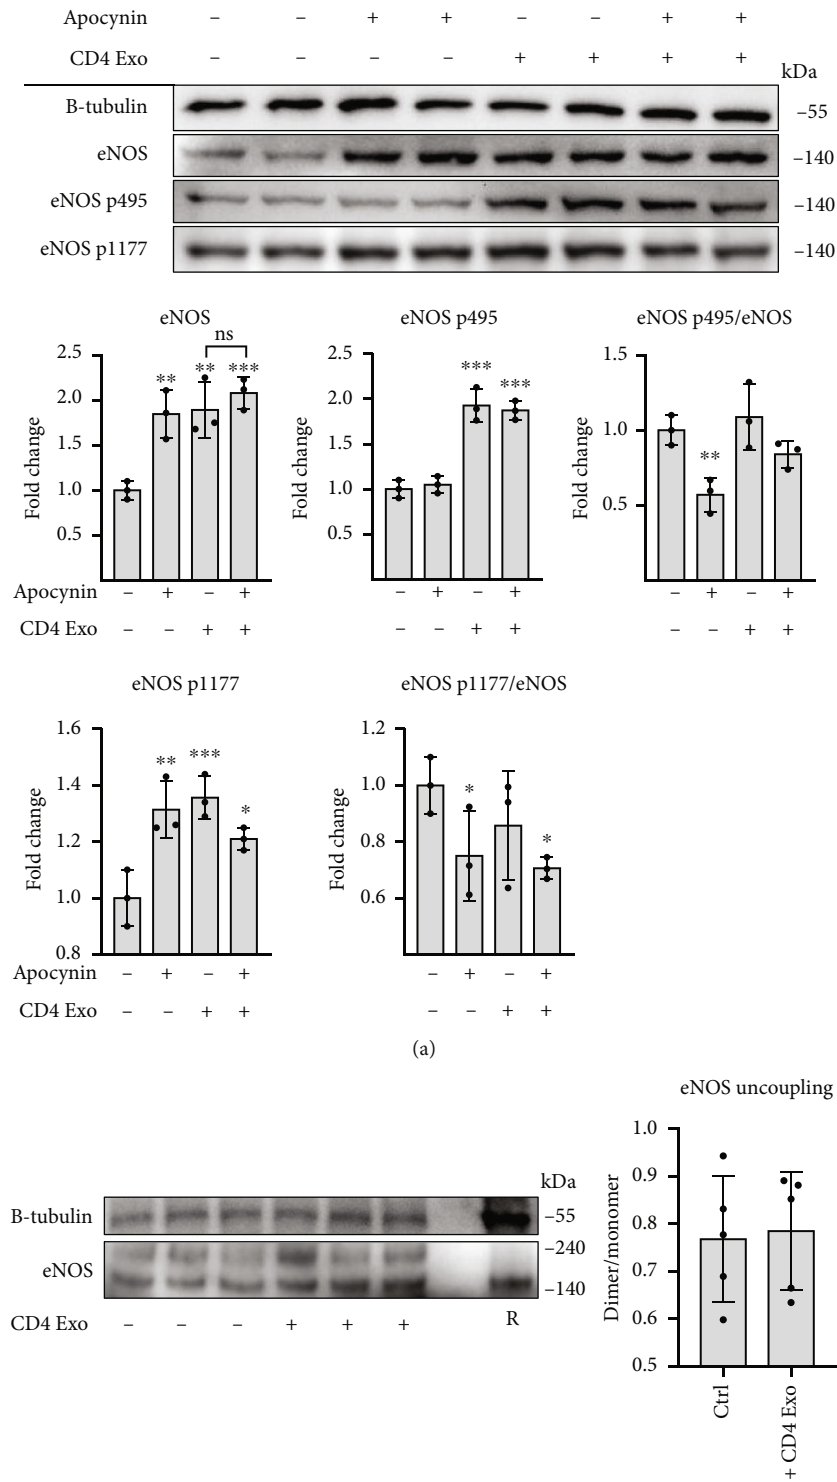 Apocynin – – + + – – + +
CD4 Exo – – – – + + + +
kDa
B-tubulin –55
eNOS –140
eNOS p495 –140
eNOS p1177 –140
eNOS eNOS p495 eNOS p495/eNOS
ns
** ** ***
2.5
2.0
1.5
1.0
0.5
Fold change
Apocynin – + – +
CD4 Exo – – + +
*** ***
2.5
2.0
1.5
1.0
0.5
Fold change
– + – +
– – + +
**
1.5
1.0
0.5
Fold change
– + – +
– – + +
eNOS p1177 eNOS p1177/eNOS
** *** *
1.6
1.4
1.2
1.0
0.8
Fold change
Apocynin – + – +
CD4 Exo – – + +
* *
1.2
1.0
0.8
0.6
Fold change
– + – +
– – + +
(a)
kDa
B-tubulin –55
–240
eNOS
–140
CD4 Exo – – – + + + R
eNOS uncoupling
1.0
0.9
0.8
0.7
0.6
0.5
Dimer/monomer
Ctrl
+ CD4 Exo